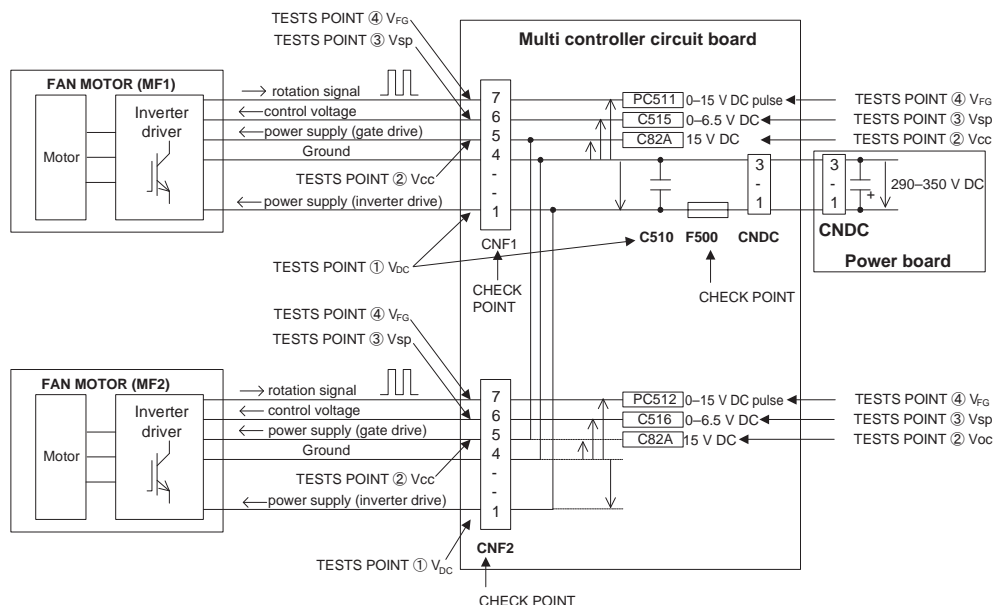 TESTS POINT ④ VFG
TESTS POINT ③ Vsp
Multi controller circuit board
FAN MOTOR (MF1)
Motor
Inverter
driver
rotation signal
control voltage
power supply (gate drive)
Ground
TESTS POINT ② Vcc
power supply (inverter drive)
7
6
5
4
-
-
1
CNF1
PC511
0–15 V DC pulse
TESTS POINT ④ VFG
C515
0–6.5 V DC
TESTS POINT ③ Vsp
C82A
15 V DC
TESTS POINT ② Vcc
3
-
1
3
-
1
+
290–350 V DC
C510
F500
CNDC
CNDC
Power board
TESTS POINT ① VDC
CHECK
POINT
CHECK POINT
TESTS POINT ④ VFG
TESTS POINT ③ Vsp
FAN MOTOR (MF2)
Motor
Inverter
driver
rotation signal
control voltage
power supply (gate drive)
Ground
TESTS POINT ② Vcc
power supply (inverter drive)
7
6
5
4
-
-
1
CNF2
PC512
0–15 V DC pulse
TESTS POINT ④ VFG
C516
0–6.5 V DC
TESTS POINT ③ Vsp
C82A
15 V DC
TESTS POINT ② Voc
TESTS POINT ① VDC
CHECK POINT